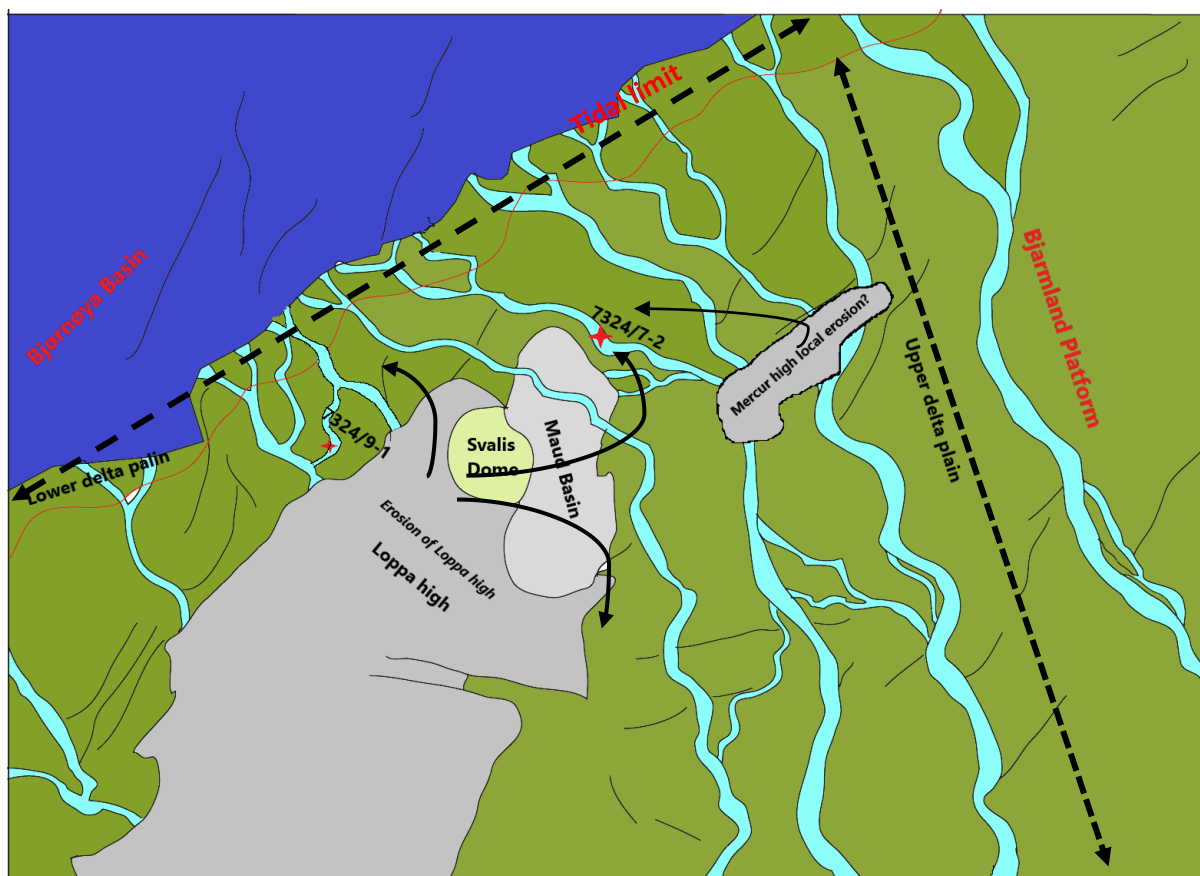 Tidal limit
Bjørnøya Basin
Bjarmland Platform
7324/7-2
Mercur high local erosion?
Upper delta plain
7324/9-1
Lower delta palin
Svalis
Dome
Maud Basin
Erosion of Loppa high
Loppa high